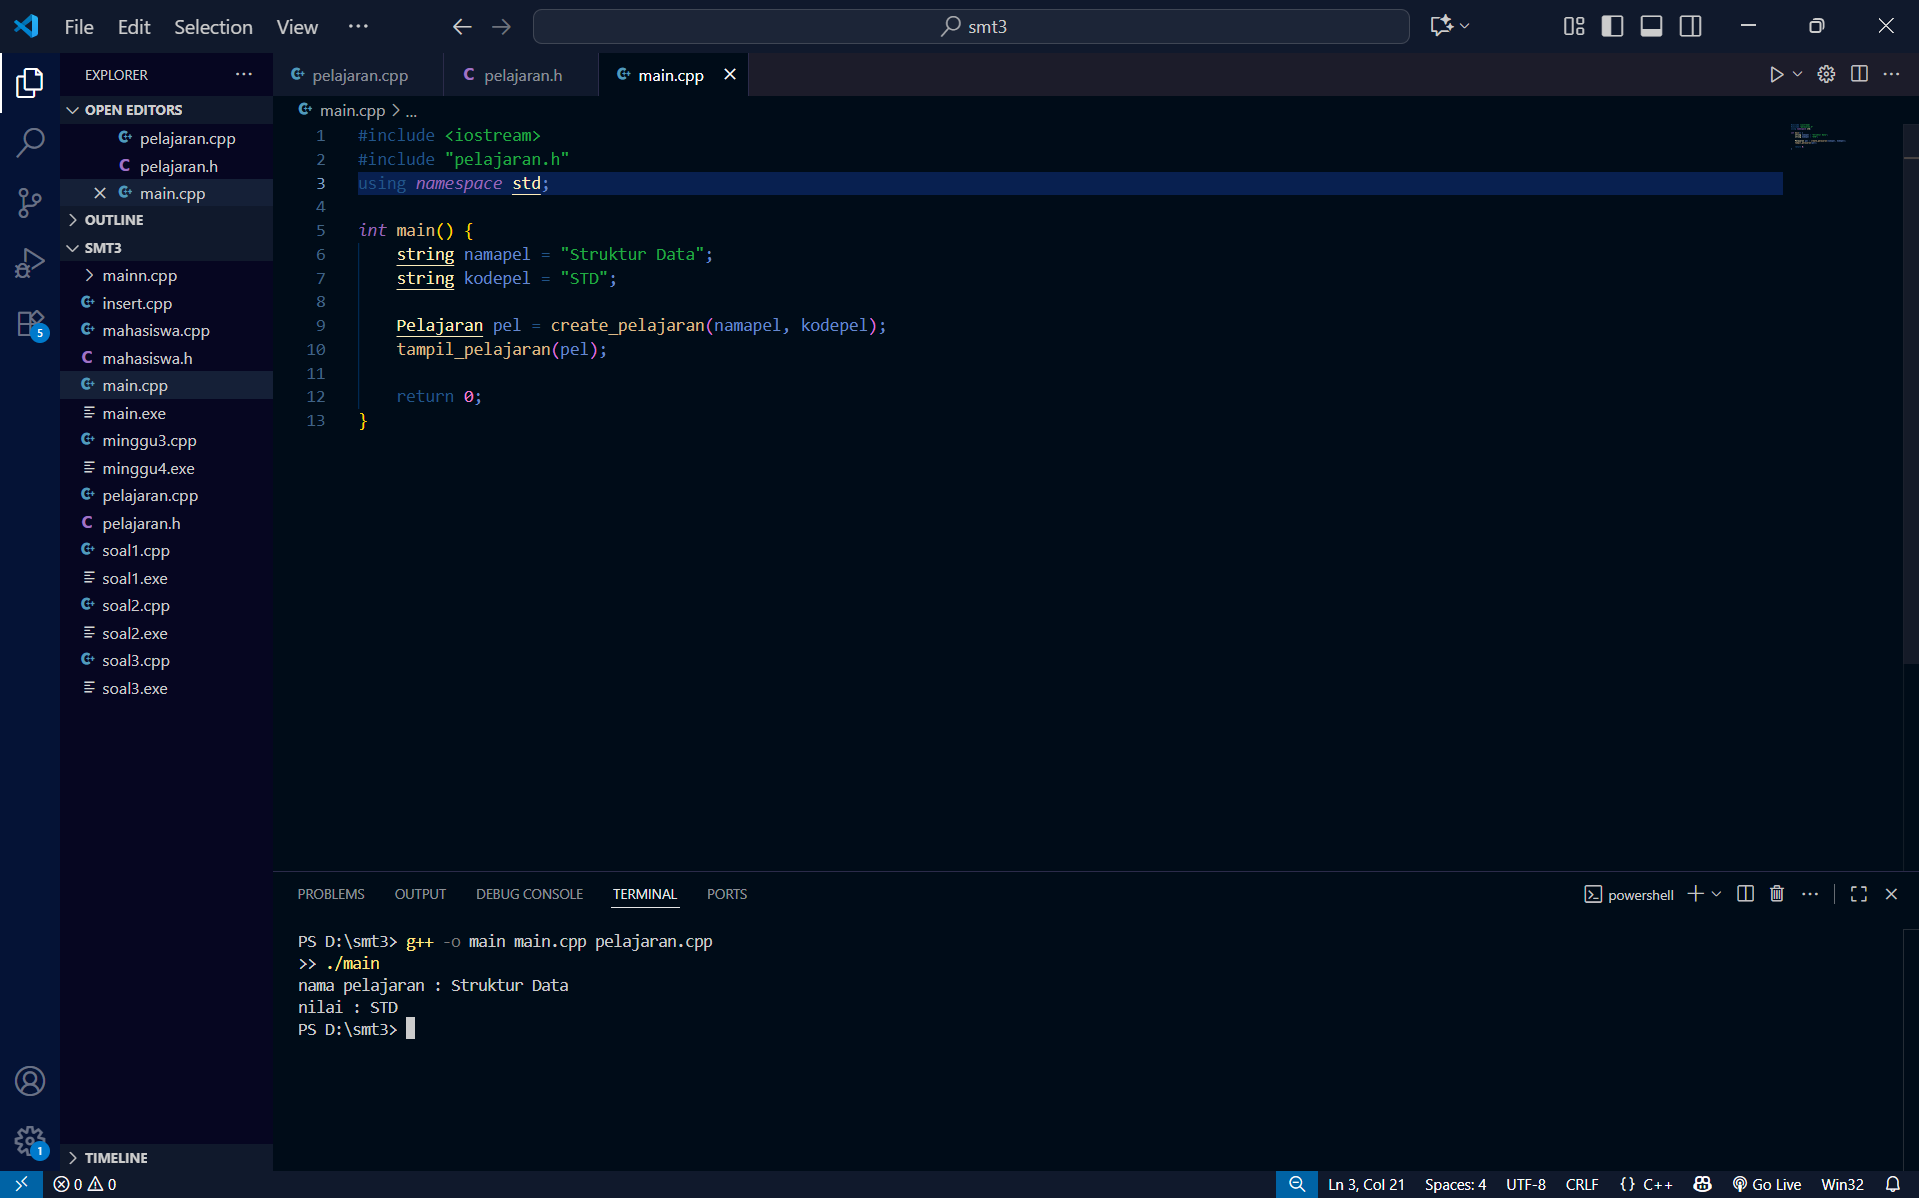 File Edit Selection View ···
smt3
EXPLORER ···
OPEN EDITORS
pelajaran.cpp
C pelajaran.h
main.cpp
OUTLINE
SMT3
mainn.cpp
insert.cpp
mahasiswa.cpp
C mahasiswa.h
main.cpp
main.exe
minggu3.cpp
minggu4.exe
pelajaran.cpp
C pelajaran.h
soal1.cpp
soal1.exe
soal2.cpp
soal2.exe
soal3.cpp
soal3.exe
TIMELINE
5
1
pelajaran.cpp
C pelajaran.h
main.cpp
main.cpp > ...
1 #include <iostream>
2 #include "pelajaran.h"
3 using namespace std;
4
5 int main() {
6 string namapel = "Struktur Data";
7 string kodepel = "STD";
8
9 Pelajaran pel = create_pelajaran(namapel, kodepel);
10 tampil_pelajaran(pel);
11
12 return 0;
13 }
PROBLEMS OUTPUT DEBUG CONSOLE TERMINAL PORTS
powershell
PS D:\smt3> g++ -o main main.cpp pelajaran.cpp
>> ./main
nama pelajaran : Struktur Data
nilai : STD
PS D:\smt3>
0 0
Ln 3, Col 21 Spaces: 4 UTF-8 CRLF {} C++ Go Live Win32